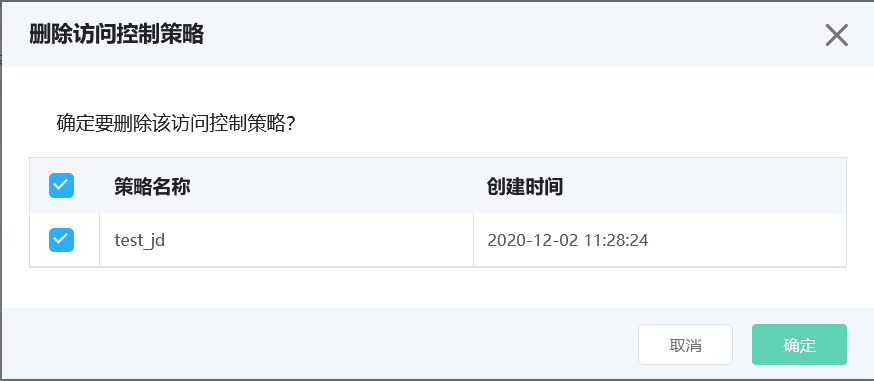 删除访问控制策略
确定要删除该访问控制策略？
策略名称 创建时间
test_jd 2020-12-02 11:28:24
取消 确定